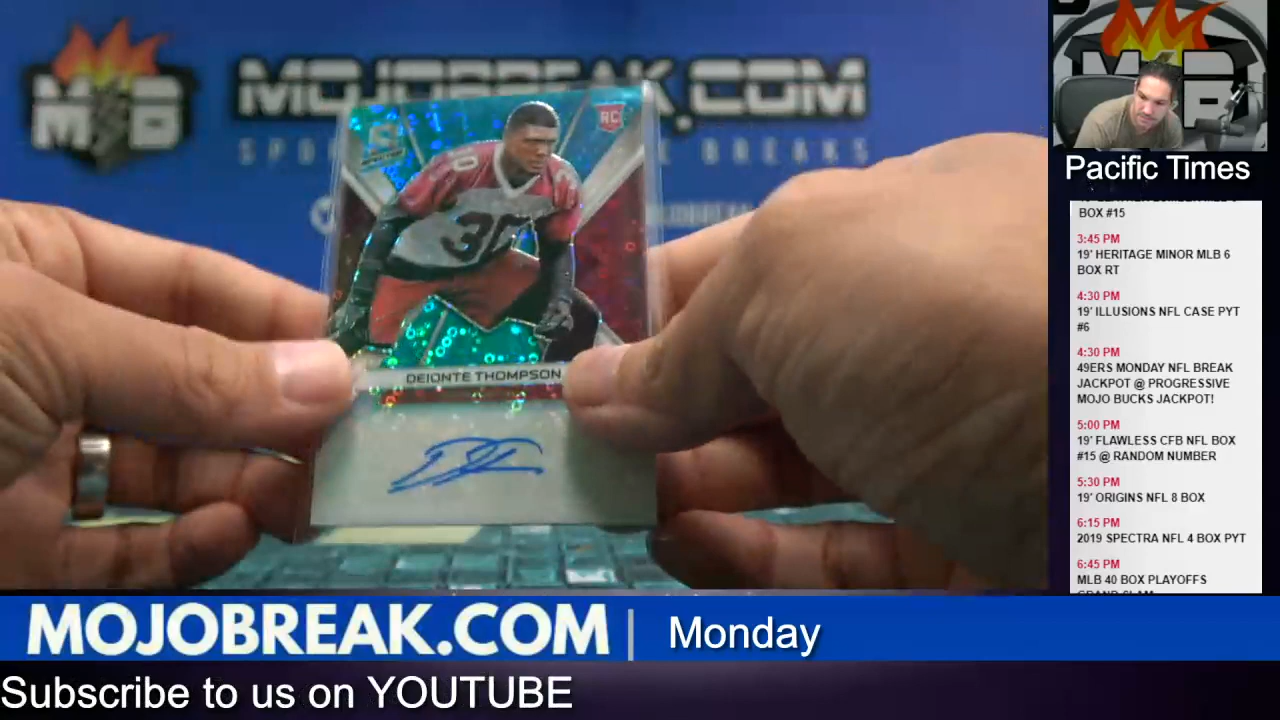 MOJOBREAK.COM
RC
30
30
DEIONTE THOMPSON
Pacific Times
BOX #15
3:45 PM
19' HERITAGE MINOR MLB 6
BOX RT
4:30 PM
19' ILLUSIONS NFL CASE PYT
#6
4:30 PM
49ERS MONDAY NFL BREAK
JACKPOT @ PROGRESSIVE
MOJO BUCKS JACKPOT!
5:00 PM
19' FLAWLESS CFB NFL BOX
#15 @ RANDOM NUMBER
5:30 PM
19' ORIGINS NFL 8 BOX
6:15 PM
2019 SPECTRA NFL 4 BOX PYT
6:45 PM
MLB 40 BOX PLAYOFFS
GRAND SLAM
MOJOBREAK.COM | Monday
Subscribe to us on YOUTUBE